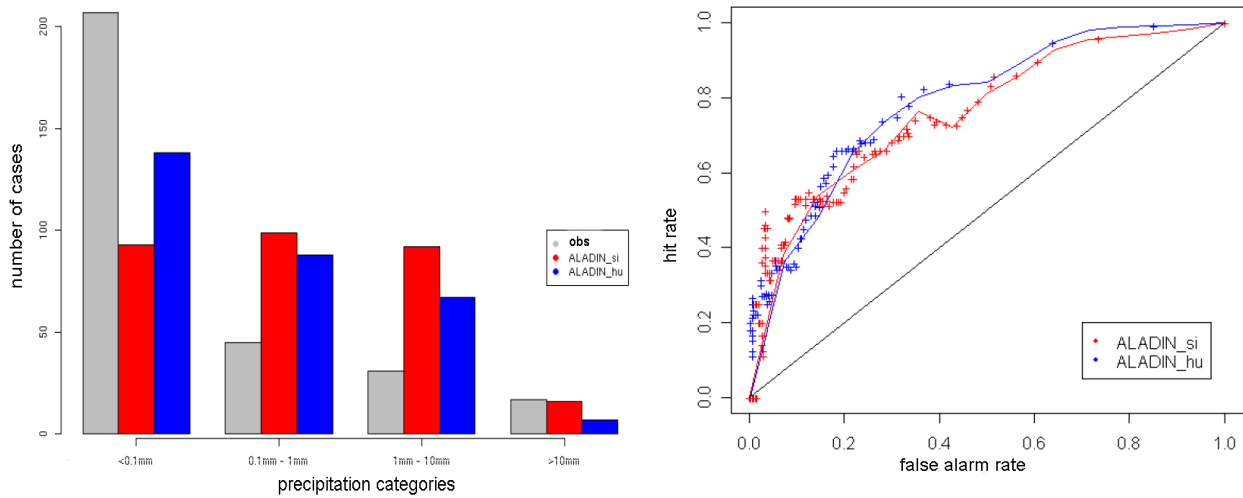 number of cases
200
150
100
50
0
obs
ALADIN_si
ALADIN_hu
<0.1mm
0.1mm - 1mm
1mm - 10mm
>10mm
precipitation categories
hit rate
1.0
0.8
0.6
0.4
0.2
0.0
ALADIN_si
ALADIN_hu
0.0 0.2 0.4 0.6 0.8 1.0
false alarm rate